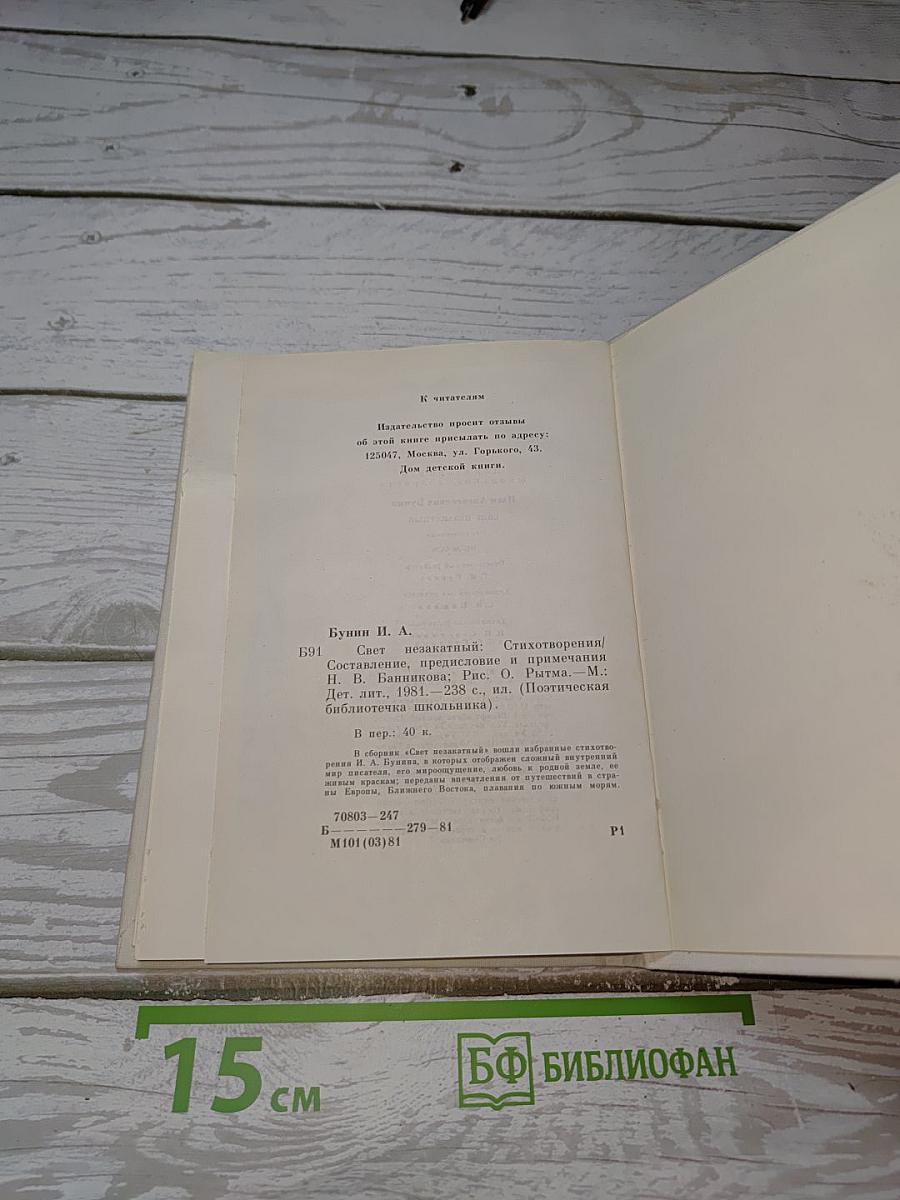 К читателям
Издательство просит отзывы
об этой книге присылать по адресу:
125047, Москва, ул. Горького, 43.
Дом детской книги.
Бунин И. А.
Б91 Свет незакатный: Стихотворения/
Составление, предисловие и примечания
Н. В. Банникова; Рис. О. Рытма.—М.:
Дет. лит., 1981.—238 с., ил. (Поэтическая
библиотечка школьника).
В пер.: 40 к.
В сборник «Свет незакатный» вошли избранные стихотво-
рения И. А. Бунина, в которых отображен сложный внутренний
мир писателя, его мироощущение, любовь к родной земле, ее
живым краскам; переданы впечатления от путешествий в стра-
ны Европы, Ближнего Востока, плавания по южным морям.
70803—247
Б——————279—81
М101(03)81
Р1
15 см
БФ БИБЛИОФАН